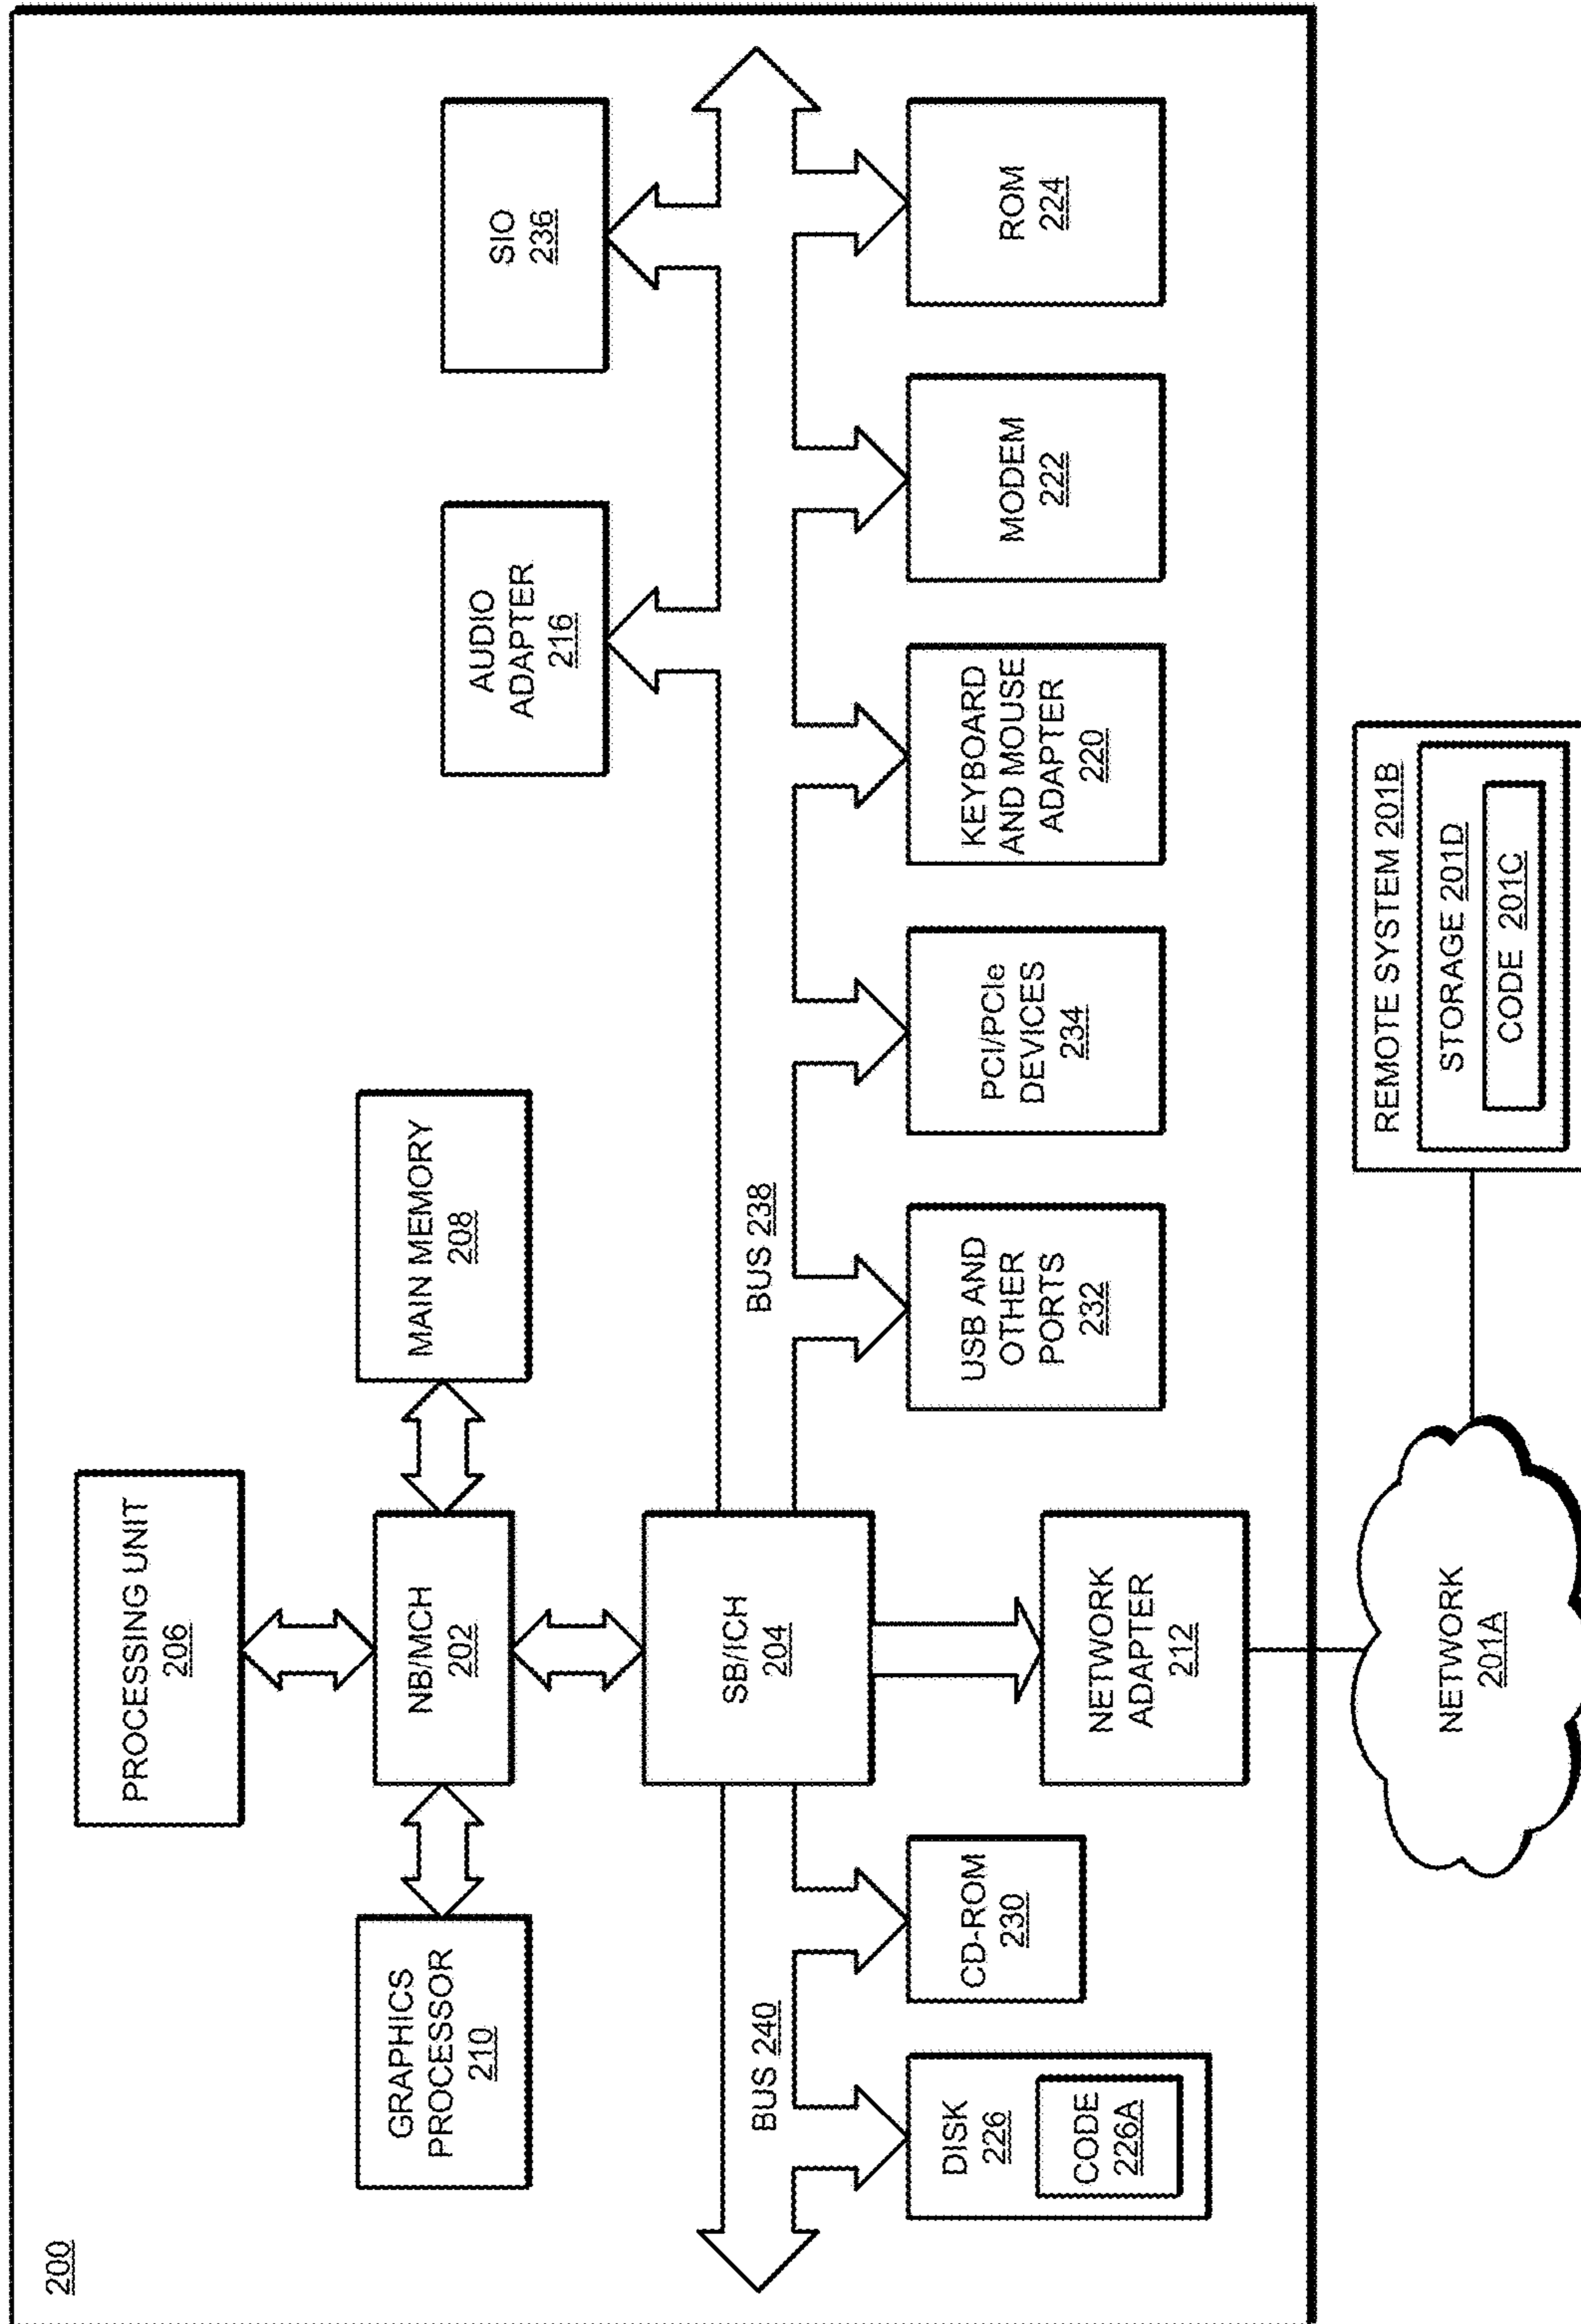 200
PROCESSING UNIT
206
GRAPHICS
PROCESSOR
210
NB/MCH
202
MAIN MEMORY
208
AUDIO
ADAPTER
216
SIO
236
SB/ICH
204
BUS 240
BUS 238
DISK
226
CODE
226A
CD-ROM
230
NETWORK
ADAPTER
212
USB AND
OTHER
PORTS
232
PCI/PCIe
DEVICES
234
KEYBOARD
AND MOUSE
ADAPTER
220
MODEM
222
ROM
224
NETWORK
201A
REMOTE SYSTEM 201B
STORAGE 201D
CODE 201C